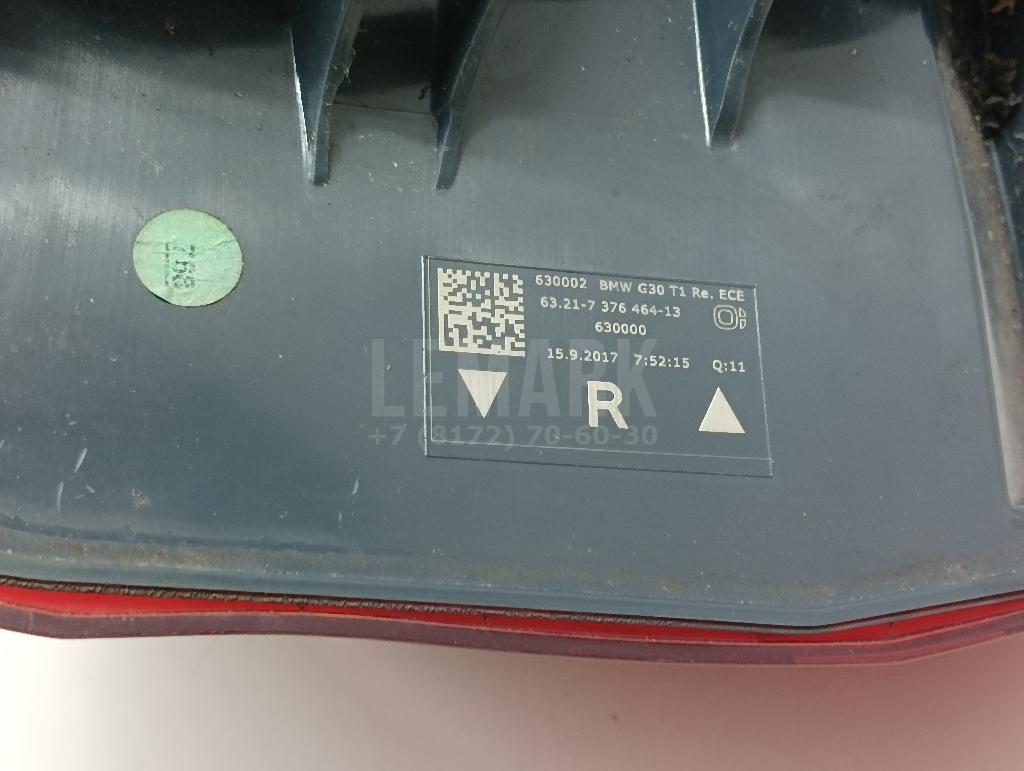 768
630002 BMW G30 T1 Re. ECE
63.21-7 376 464-13
630000
15.9.2017 7:52:15 Q:11
R
LEMARK
+7 (8172) 70-60-30